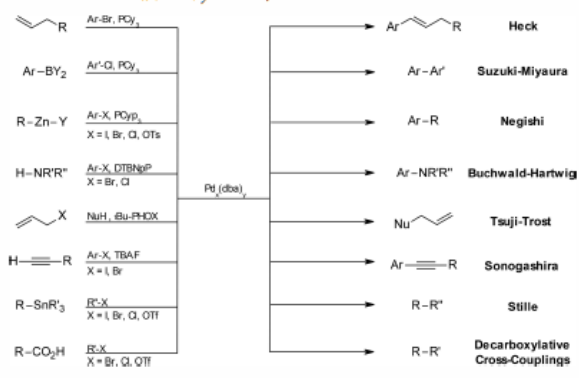 R Ar-Br, PCy3 Ar R Heck
Ar-BY2 Ar'-Cl, PCy3 Ar-Ar' Suzuki-Miyaura
R-Zn-Y Ar-X, PCyp3 Ar-R Negishi
X = I, Br, Cl, OTs
H-NR'R" Ar-X, DTBNpP Ar-NR'R" Buchwald-Hartwig
X = Br, Cl
Pdx(dba)y
X NuH, iBu-PHOX Nu Tsuji-Trost
H R Ar-X, TBAF Ar R Sonogashira
X = I, Br
R-SnR'3 R"-X R-R" Stille
X = I, Br, Cl, OTf
R-CO2H R'-X R-R' Decarboxylative
X = Br, Cl, OTf Cross-Couplings